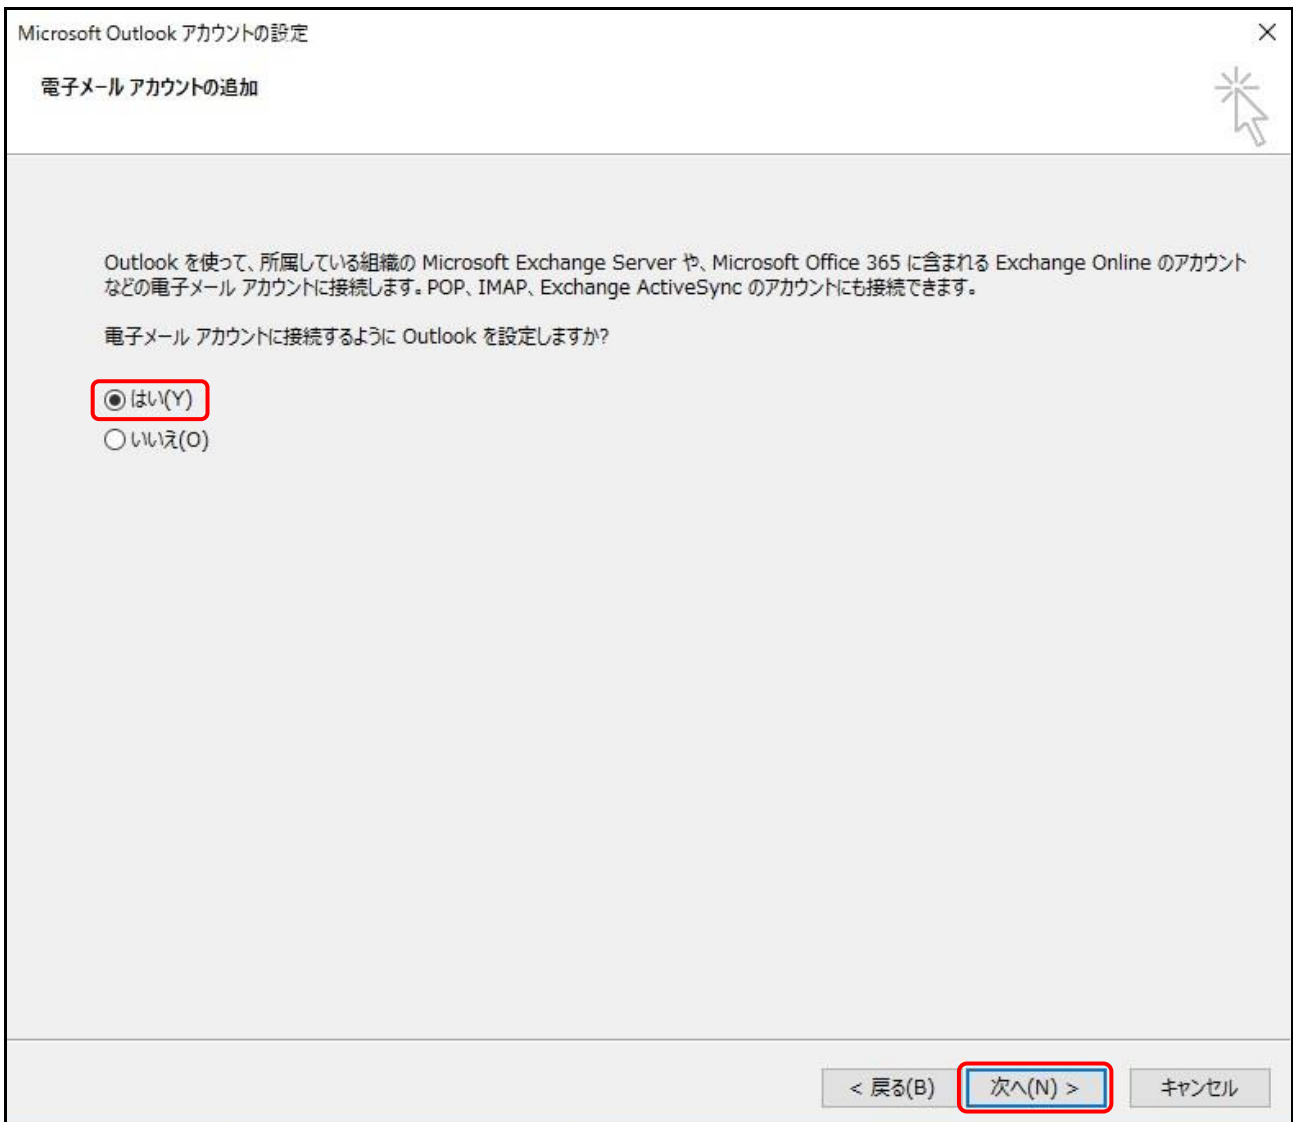 Microsoft Outlook アカウントの設定
電子メール アカウントの追加
Outlook を使って、所属している組織の Microsoft Exchange Server や、Microsoft Office 365 に含まれる Exchange Online のアカウント
などの電子メール アカウントに接続します。POP、IMAP、Exchange ActiveSync のアカウントにも接続できます。
電子メール アカウントに接続するように Outlook を設定しますか?
はい(Y)
いいえ(O)
< 戻る(B) 次へ(N) > キャンセル